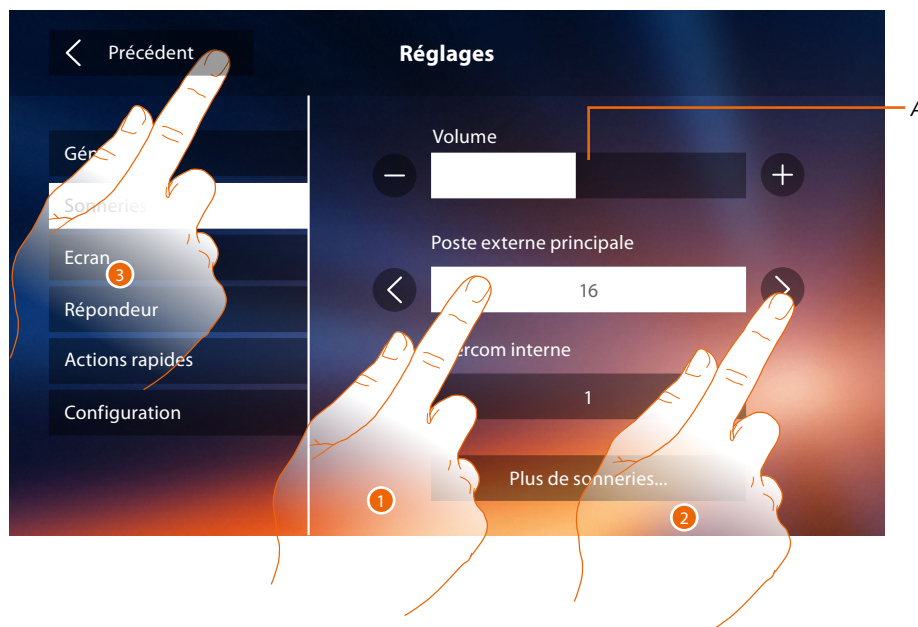 Précédent
Réglages
A
Volume
Sonneries
Poste externe principale
Ecran
3
16
Répondeur
interne
Actions rapides
1
Configuration
Plus de sonneries...
1
2